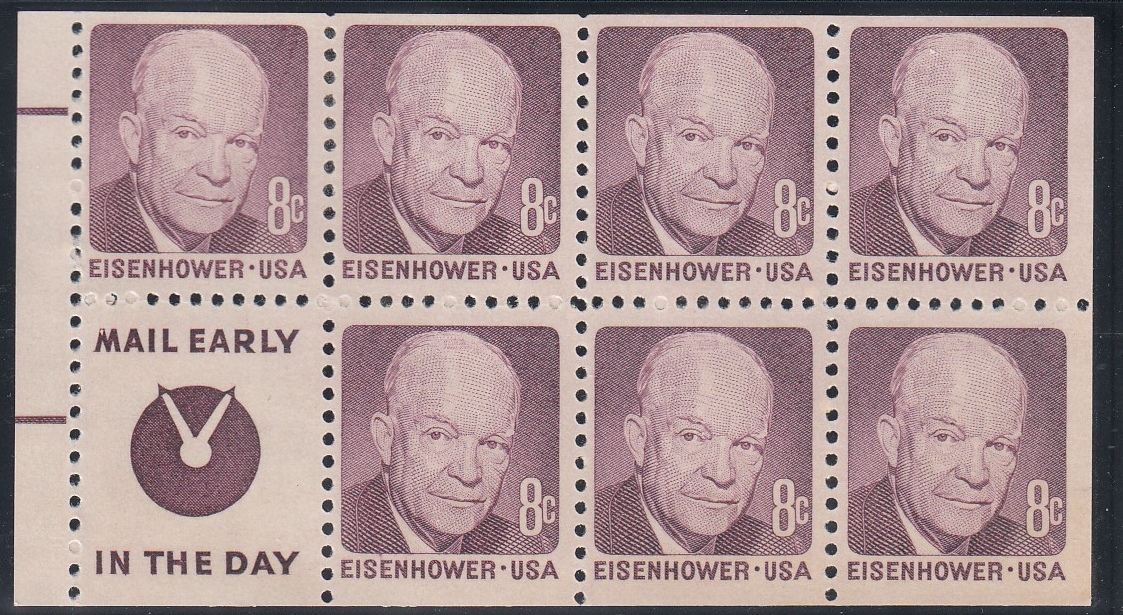 8c 8c 8c 8c
EISENHOWER·USA EISENHOWER·USA EISENHOWER·USA EISENHOWER·USA
MAIL EARLY
8c 8c 8c
IN THE DAY
EISENHOWER·USA EISENHOWER·USA EISENHOWER·USA